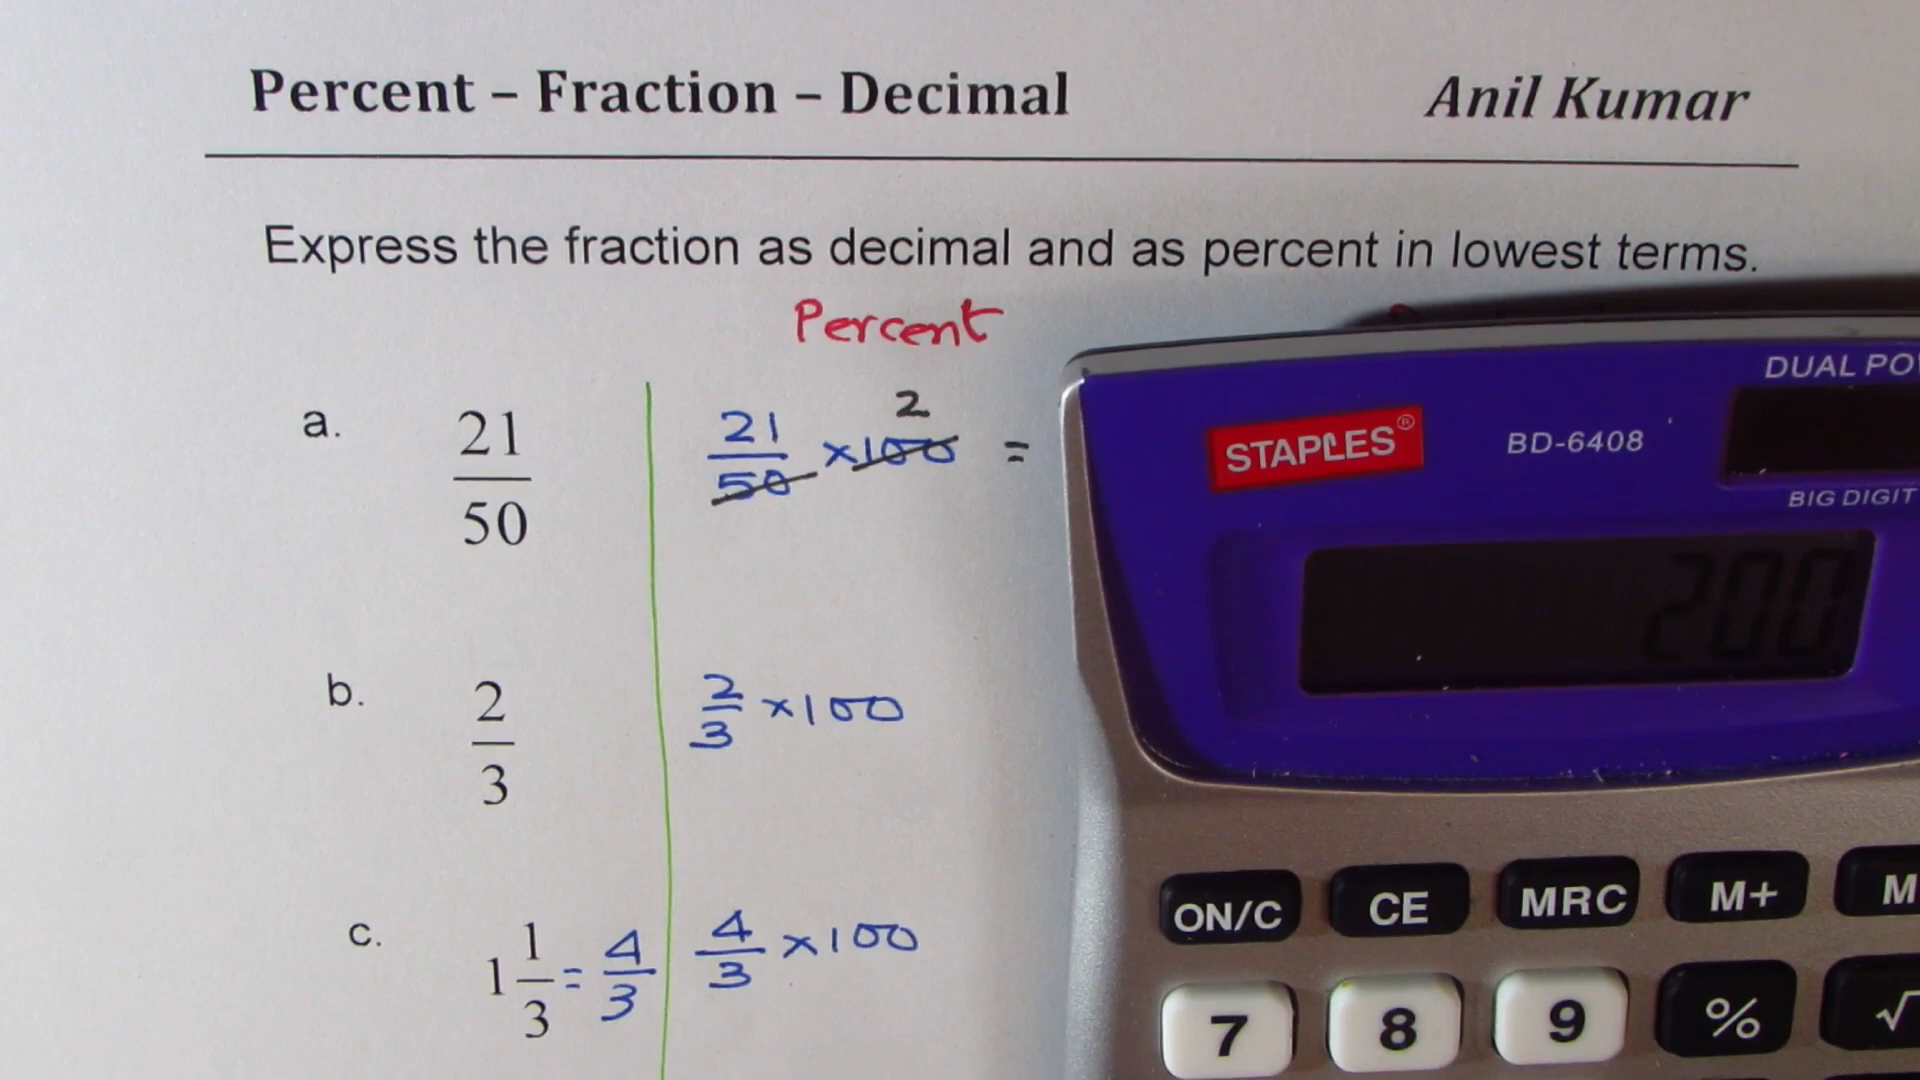 Percent – Fraction – Decimal Anil Kumar
Express the fraction as decimal and as percent in lowest terms.
Percent
a. 21/50 21/50 ×100 2 =
b. 2/3 2/3 ×100
c. 1 1/3 = 4/3 4/3 ×100
DUAL PO
STAPLES® BD-6408
BIG DIGIT
200
ON/C CE MRC M+ M
7 8 9 % √